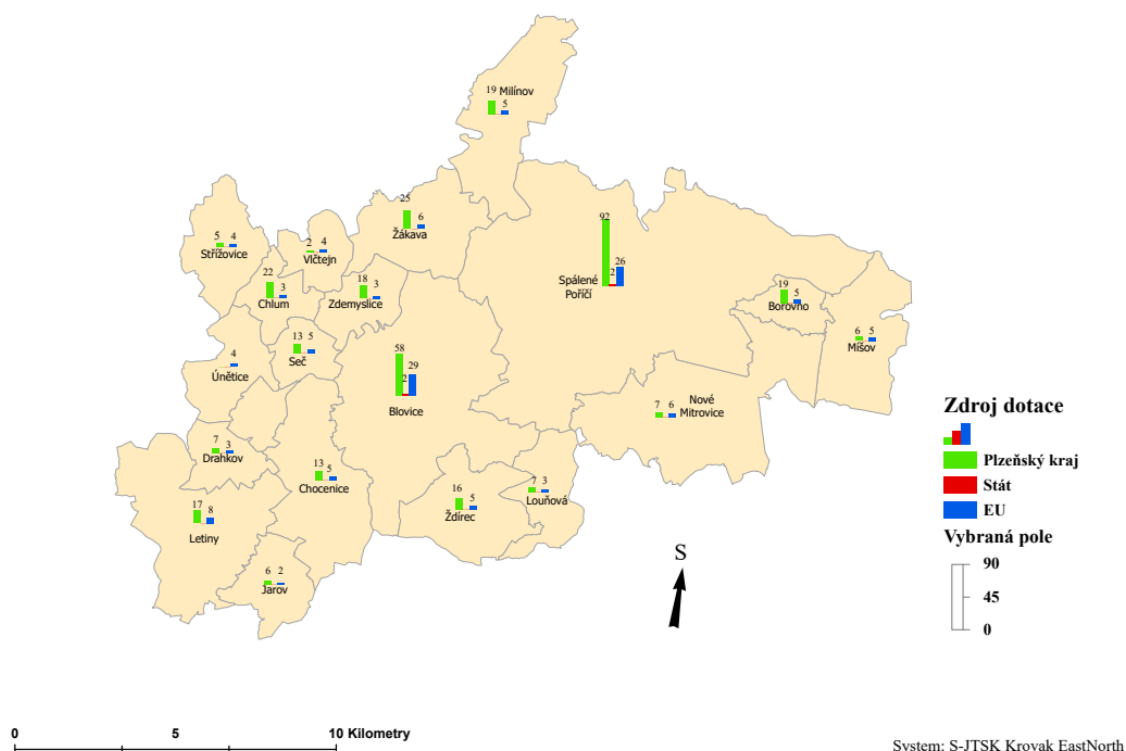 19 Milínov
5
25
6
Žákava
92
2
26
Spálené
Poříčí
5 4
Střížovice
2 4
Vlčtejn
22
3
Chlum
18
3
Zdemyslice
19
5
Borovno
6 5
Míšov
13
5
Seč
4
Únětice
58
2
29
Blovice
7 6
Nové
Mitrovice
7
3
Drahkov
13
5
Chocenice
16
5
Ždírec
7 3
Louňová
17
8
Letiny
6 2
Jarov
Zdroj dotace
Plzeňský kraj
Stát
EU
Vybraná pole
90
45
0
S
0 5 10 Kilometry
System: S-JTSK Krovak EastNorth